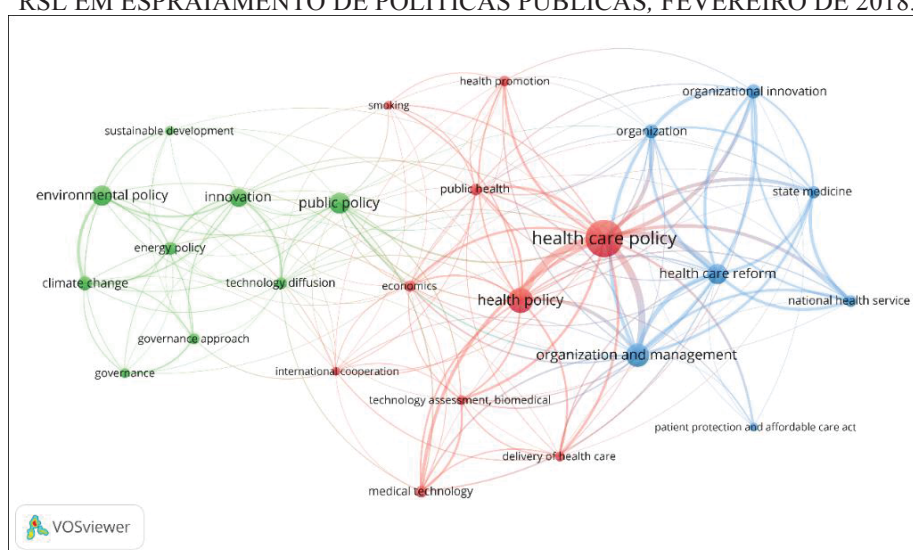 RSL EM ESPRAIAMENTO DE POLÍTICAS PÚBLICAS, FEVEREIRO DE 2018.
health promotion
organizational innovation
smoking
sustainable development
organization
environmental policy
innovation
public policy
public health
state medicine
health care policy
energy policy
climate change
technology diffusion
economics
health policy
health care reform
national health service
governance approach
organization and management
governance
international cooperation
technology assessment, biomedical
patient protection and affordable care act
delivery of health care
medical technology
VOSviewer